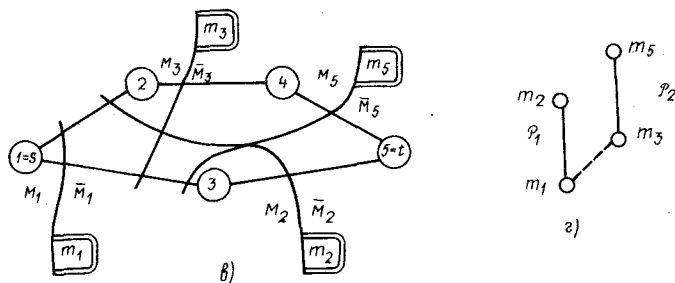 m₃
M₃ M̄₃
M₅ m₅
M̄₅
2 4
1=s 3 5=t
M₁ M̄₁
M₂ M̄₂
m₁ m₂
в)
m₅
m₂ P₂
P₁ m₃
m₁
г)